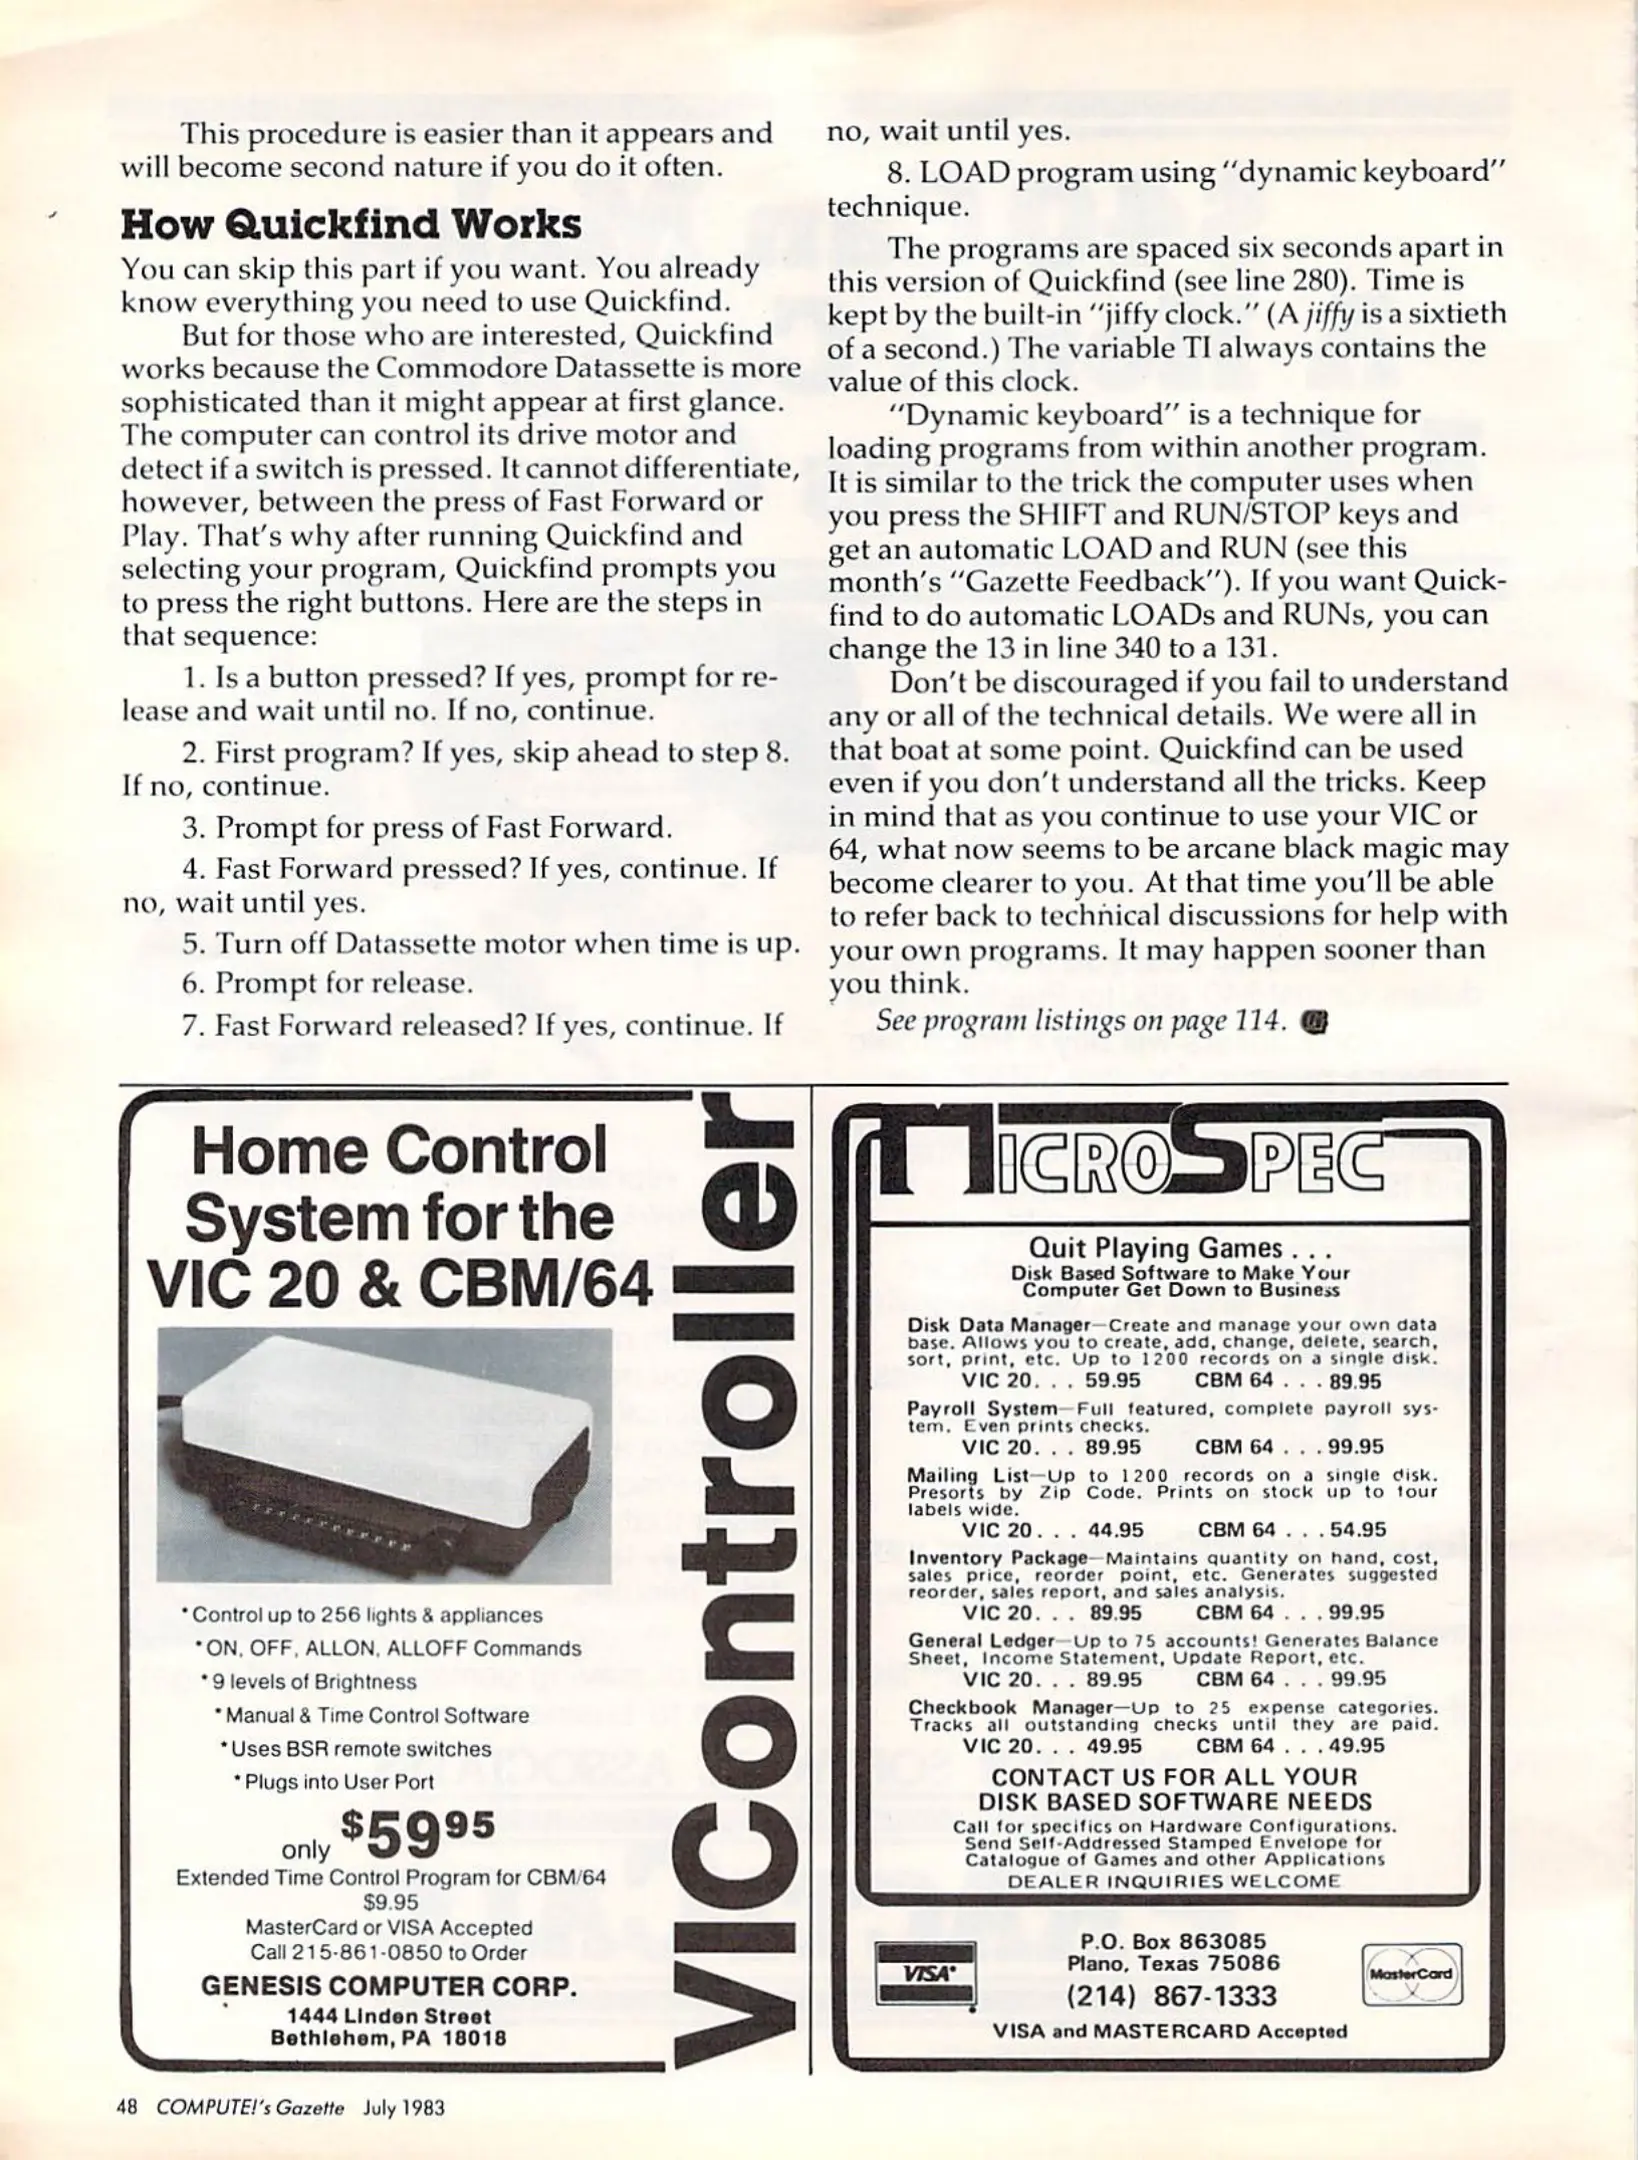 This procedure is easier than it appears and
will become second nature if you do it often.
How Quickfind Works
You can skip this part if you want. You already
know everything you need to use Quickfind.
But for those who are interested, Quickfind
works because the Commodore Datassette is more
sophisticated than it might appear at first glance.
The computer can control its drive motor and
detect if a switch is pressed. It cannot differentiate,
however, between the press of Fast Forward or
Play. That's why after running Quickfind and
selecting your program, Quickfind prompts you
to press the right buttons. Here are the steps in
that sequence:
1. Is a button pressed? If yes, prompt for re-
lease and wait until no. If no, continue.
2. First program? If yes, skip ahead to step 8.
If no, continue.
3. Prompt for press of Fast Forward.
4. Fast Forward pressed? If yes, continue. If
no, wait until yes.
5. Turn off Datassette motor when time is up.
6. Prompt for release.
7. Fast Forward released? If yes, continue. If
no, wait until yes.
8. LOAD program using "dynamic keyboard"
technique.
The programs are spaced six seconds apart in
this version of Quickfind (see line 280). Time is
kept by the built-in "jiffy clock." (A jiffy is a sixtieth
of a second.) The variable TI always contains the
value of this clock.
"Dynamic keyboard" is a technique for
loading programs from within another program.
It is similar to the trick the computer uses when
you press the SHIFT and RUN/STOP keys and
get an automatic LOAD and RUN (see this
month's "Gazette Feedback"). If you want Quick-
find to do automatic LOADs and RUNs, you can
change the 13 in line 340 to a 131.
Don't be discouraged if you fail to understand
any or all of the technical details. We were all in
that boat at some point. Quickfind can be used
even if you don't understand all the tricks. Keep
in mind that as you continue to use your VIC or
64, what now seems to be arcane black magic may
become clearer to you. At that time you'll be able
to refer back to technical discussions for help with
your own programs. It may happen sooner than
you think.
See program listings on page 114.
Home Control
System for the
VIC 20 & CBM/64
VIController
*Control up to 256 lights & appliances
*ON, OFF, ALLON, ALLOFF Commands
*9 levels of Brightness
*Manual & Time Control Software
*Uses BSR remote switches
*Plugs into User Port
only $5995
Extended Time Control Program for CBM/64
$9.95
MasterCard or VISA Accepted
Call 215-861-0850 to Order
GENESIS COMPUTER CORP.
1444 Linden Street
Bethlehem, PA 18018
MICROSPEC
Quit Playing Games . . .
Disk Based Software to Make Your
Computer Get Down to Business
Disk Data Manager—Create and manage your own data
base. Allows you to create, add, change, delete, search,
sort, print, etc. Up to 1200 records on a single disk.
VIC 20. . . 59.95 CBM 64 . . . 89.95
Payroll System—Full featured, complete payroll sys-
tem. Even prints checks.
VIC 20. . . 89.95 CBM 64 . . . 99.95
Mailing List—Up to 1200 records on a single disk.
Presorts by Zip Code. Prints on stock up to four
labels wide.
VIC 20. . . 44.95 CBM 64 . . . 54.95
Inventory Package—Maintains quantity on hand, cost,
sales price, reorder point, etc. Generates suggested
reorder, sales report, and sales analysis.
VIC 20. . . 89.95 CBM 64 . . . 99.95
General Ledger—Up to 75 accounts! Generates Balance
Sheet, Income Statement, Update Report, etc.
VIC 20. . . 89.95 CBM 64 . . . 99.95
Checkbook Manager—Up to 25 expense categories.
Tracks all outstanding checks until they are paid.
VIC 20. . . 49.95 CBM 64 . . . 49.95
CONTACT US FOR ALL YOUR
DISK BASED SOFTWARE NEEDS
Call for specifics on Hardware Configurations.
Send Self-Addressed Stamped Envelope for
Catalogue of Games and other Applications
DEALER INQUIRIES WELCOME
VISA
P.O. Box 863085
Plano, Texas 75086
(214) 867-1333
MasterCard
VISA and MASTERCARD Accepted
48 COMPUTE!'s Gazette July 1983